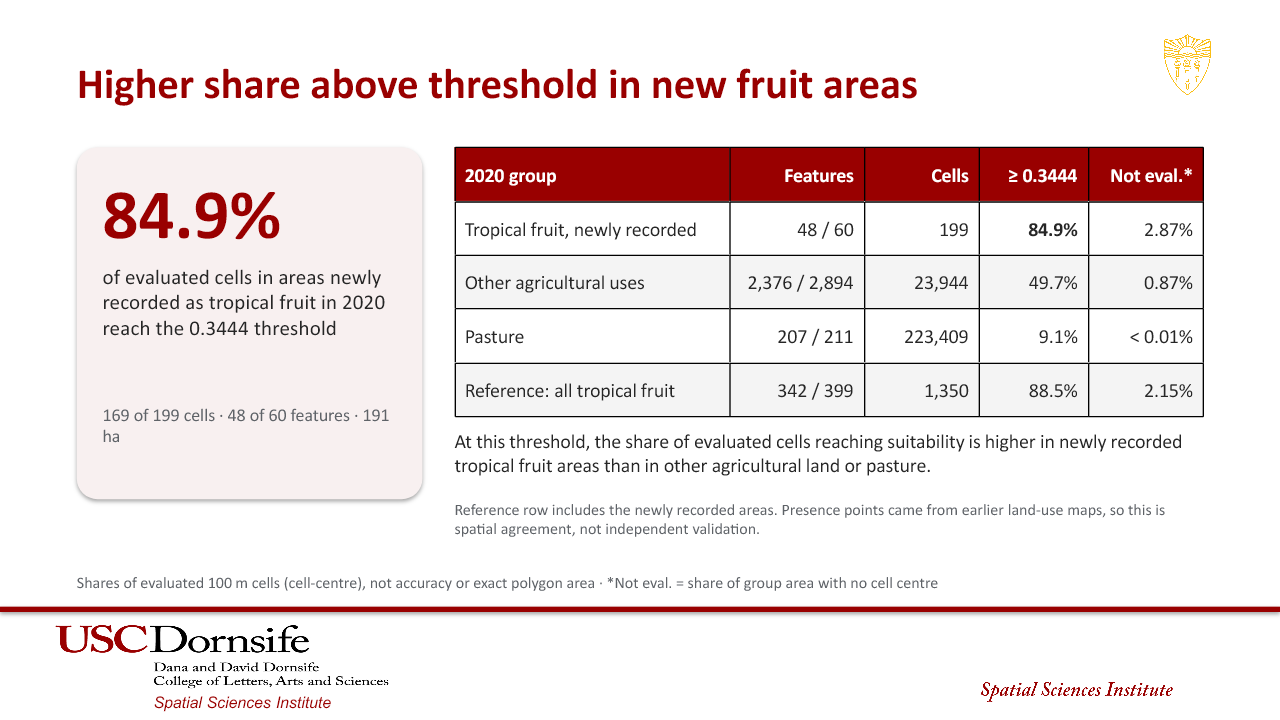 Higher share above threshold in new fruit areas
84.9%
of evaluated cells in areas newly
recorded as tropical fruit in 2020
reach the 0.3444 threshold
169 of 199 cells · 48 of 60 features · 191
ha
2020 group Features Cells ≥ 0.3444 Not eval.*
Tropical fruit, newly recorded 48 / 60 199 84.9% 2.87%
Other agricultural uses 2,376 / 2,894 23,944 49.7% 0.87%
Pasture 207 / 211 223,409 9.1% < 0.01%
Reference: all tropical fruit 342 / 399 1,350 88.5% 2.15%
At this threshold, the share of evaluated cells reaching suitability is higher in newly recorded
tropical fruit areas than in other agricultural land or pasture.
Reference row includes the newly recorded areas. Presence points came from earlier land-use maps, so this is
spatial agreement, not independent validation.
Shares of evaluated 100 m cells (cell-centre), not accuracy or exact polygon area · *Not eval. = share of group area with no cell centre
USCDornsife
Dana and David Dornsife
College of Letters, Arts and Sciences
Spatial Sciences Institute
Spatial Sciences Institute